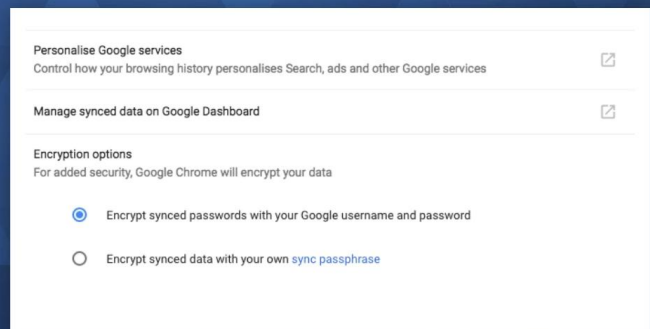 Personalise Google services
Control how your browsing history personalises Search, ads and other Google services
Manage synced data on Google Dashboard
Encryption options
For added security, Google Chrome will encrypt your data
Encrypt synced passwords with your Google username and password
Encrypt synced data with your own sync passphrase